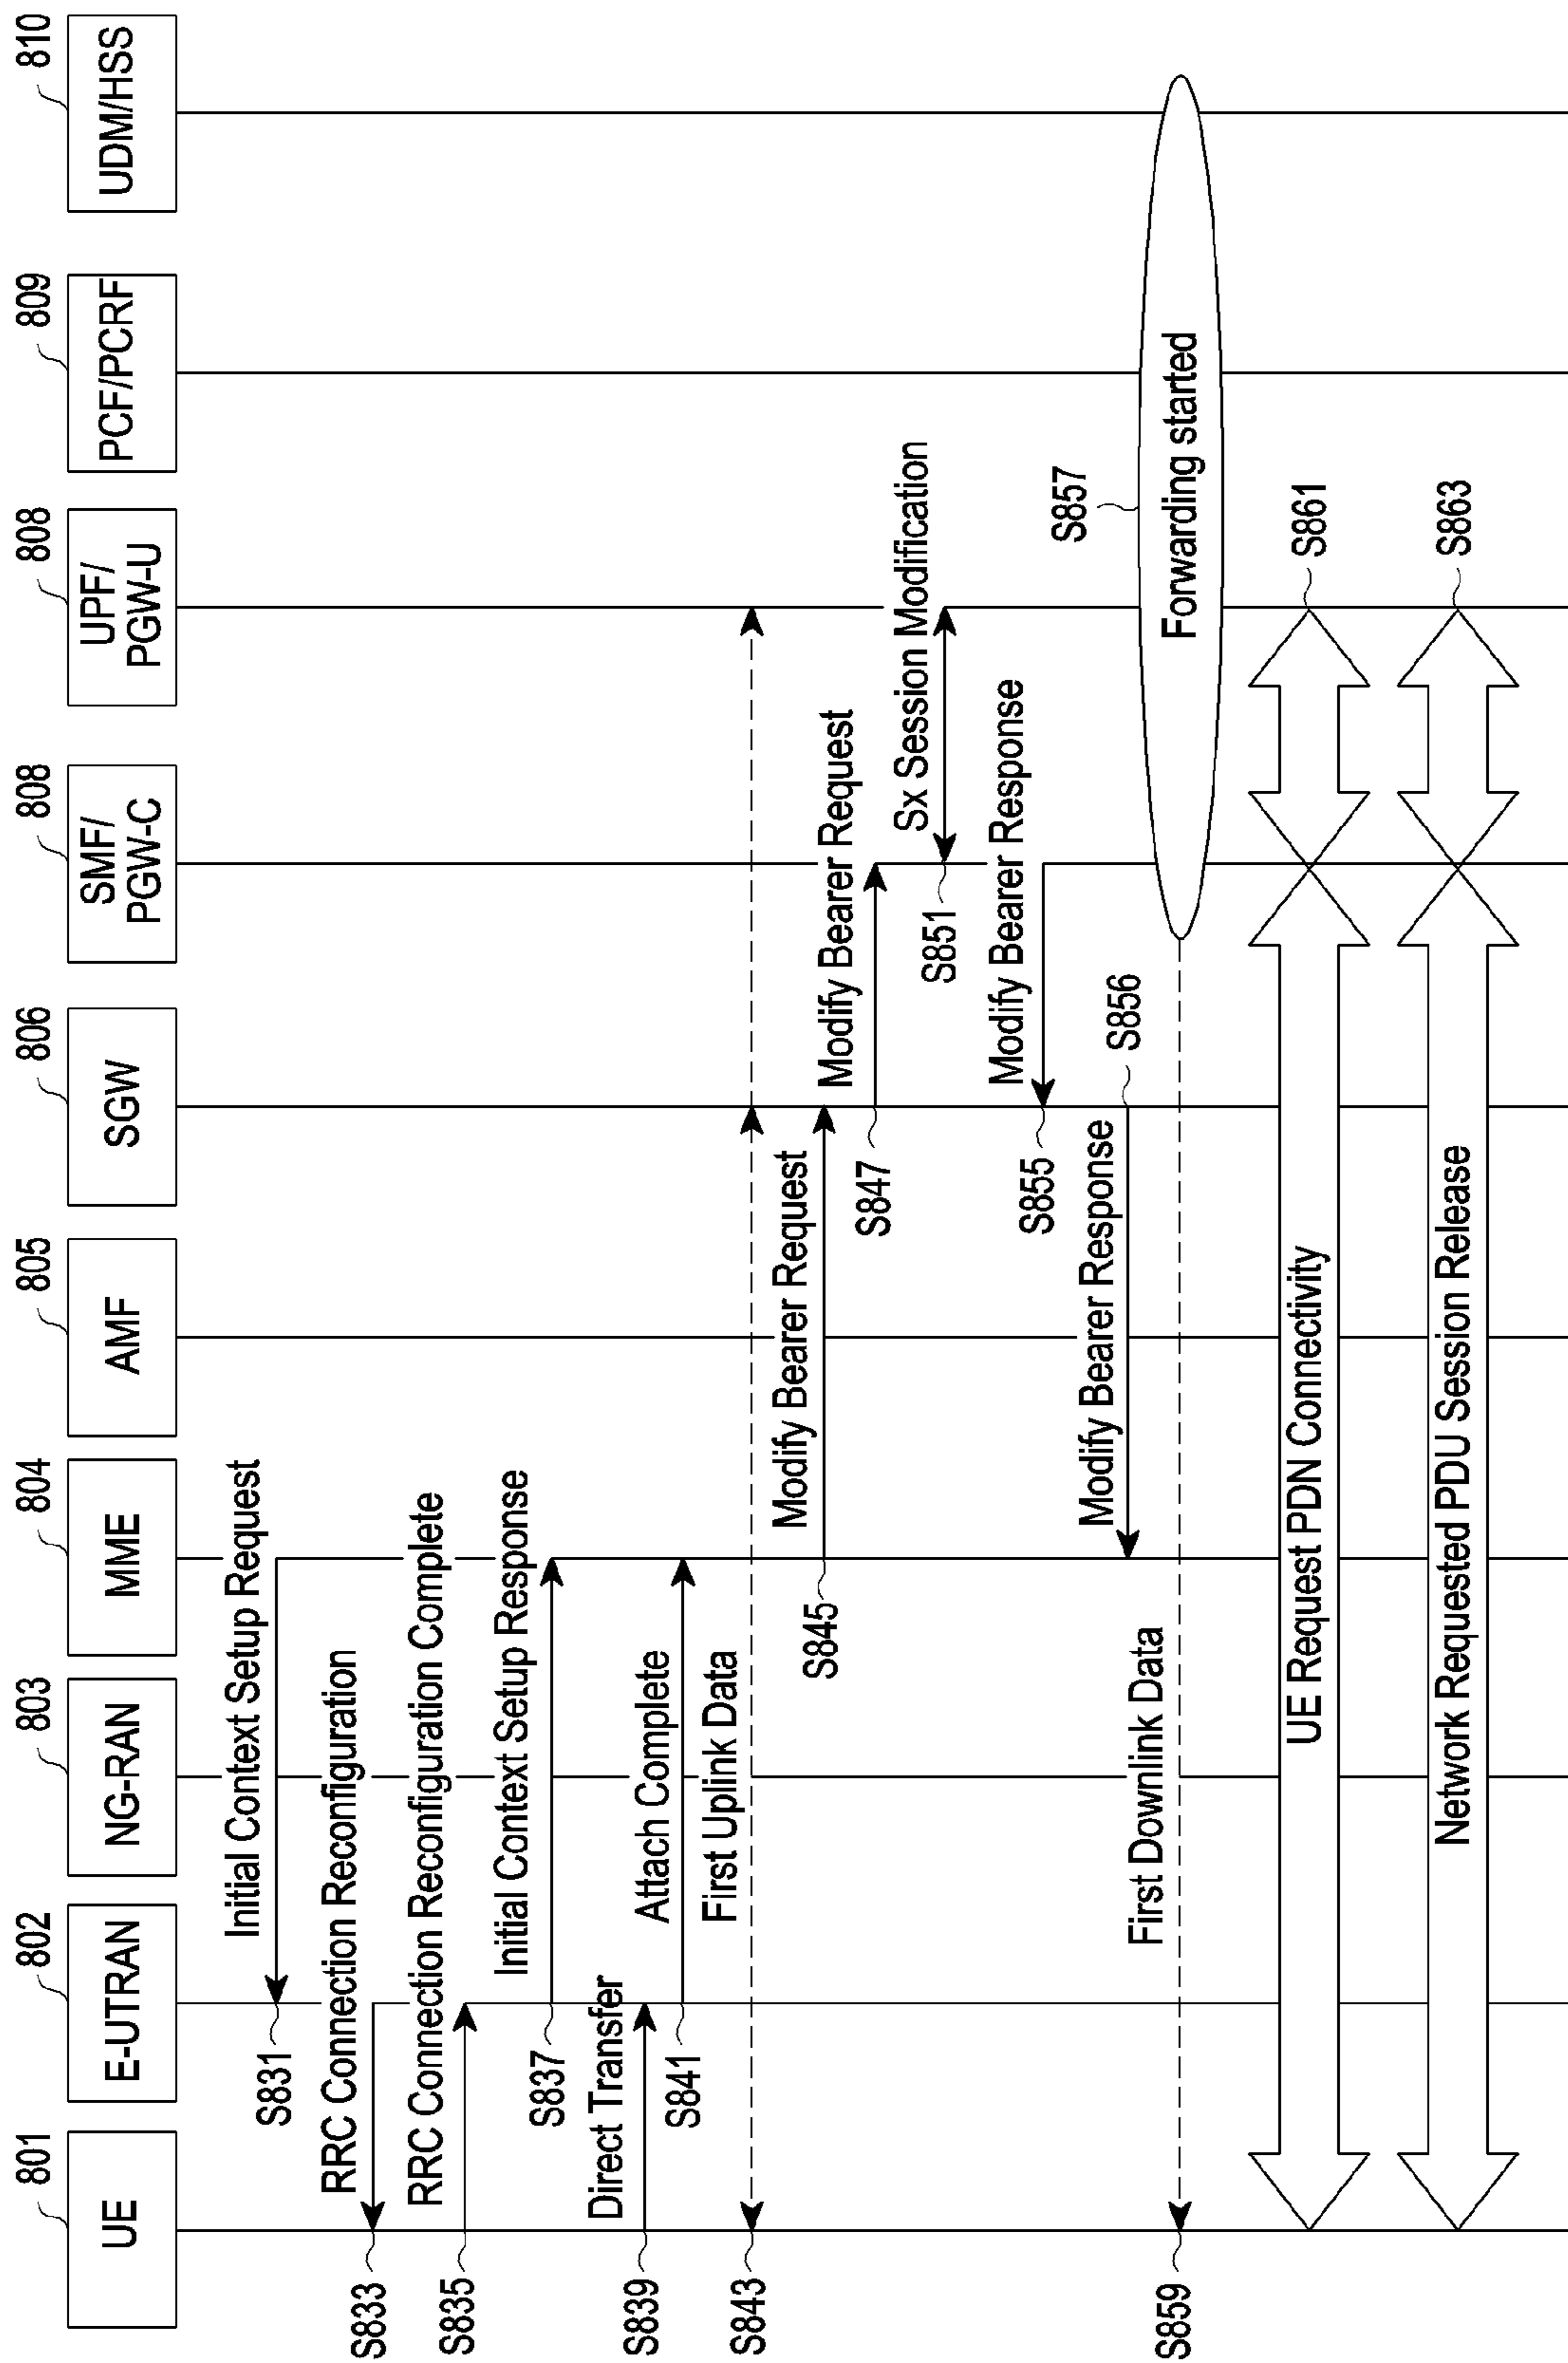 801
802
803
804
805
806
808
808
809
810
UE
E-UTRAN
NG-RAN
MME
AMF
SGW
SMF/
PGW-C
UPF/
PGW-U
PCF/PCRF
UDM/HSS
Initial Context Setup Request
S831
RRC Connection Reconfiguration
S833
RRC Connection Reconfiguration Complete
S835
Initial Context Setup Response
S837
Direct Transfer
S839
Attach Complete
S841
First Uplink Data
S843
Modify Bearer Request
S845
Modify Bearer Request
S847
Sx Session Modification
S851
Modify Bearer Response
S855
Modify Bearer Response
S856
S857
Forwarding started
First Downlink Data
S859
UE Request PDN Connectivity
S861
Network Requested PDU Session Release
S863